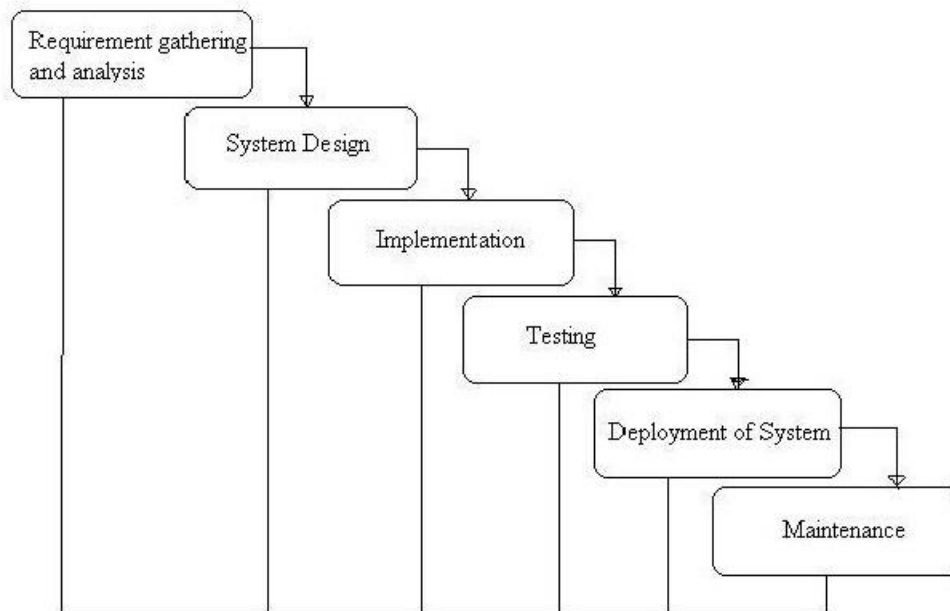 Requirement gathering
and analysis
System Design
Implementation
Testing
Deployment of System
Maintenance